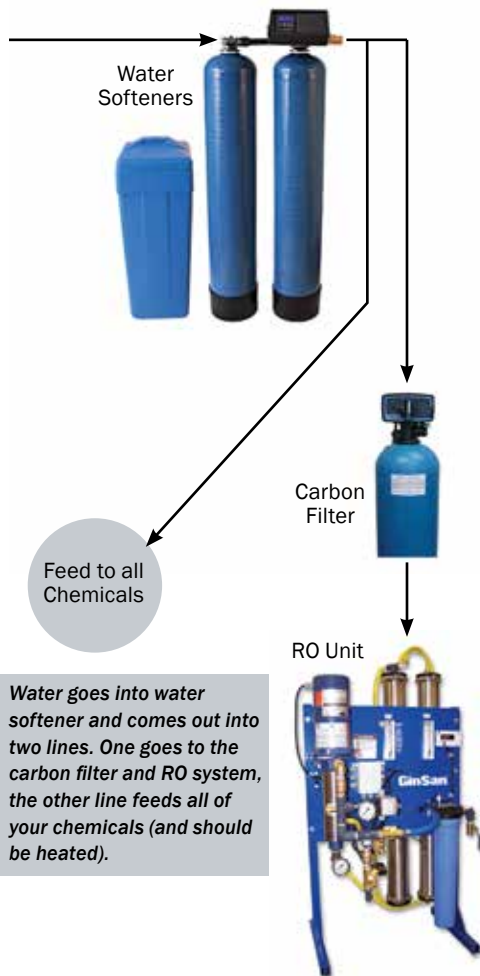 Water
Softeners
Carbon
Filter
Feed to all
Chemicals
RO Unit
GinSan
Water goes into water
softener and comes out into
two lines. One goes to the
carbon filter and RO system,
the other line feeds all of
your chemicals (and should
be heated).